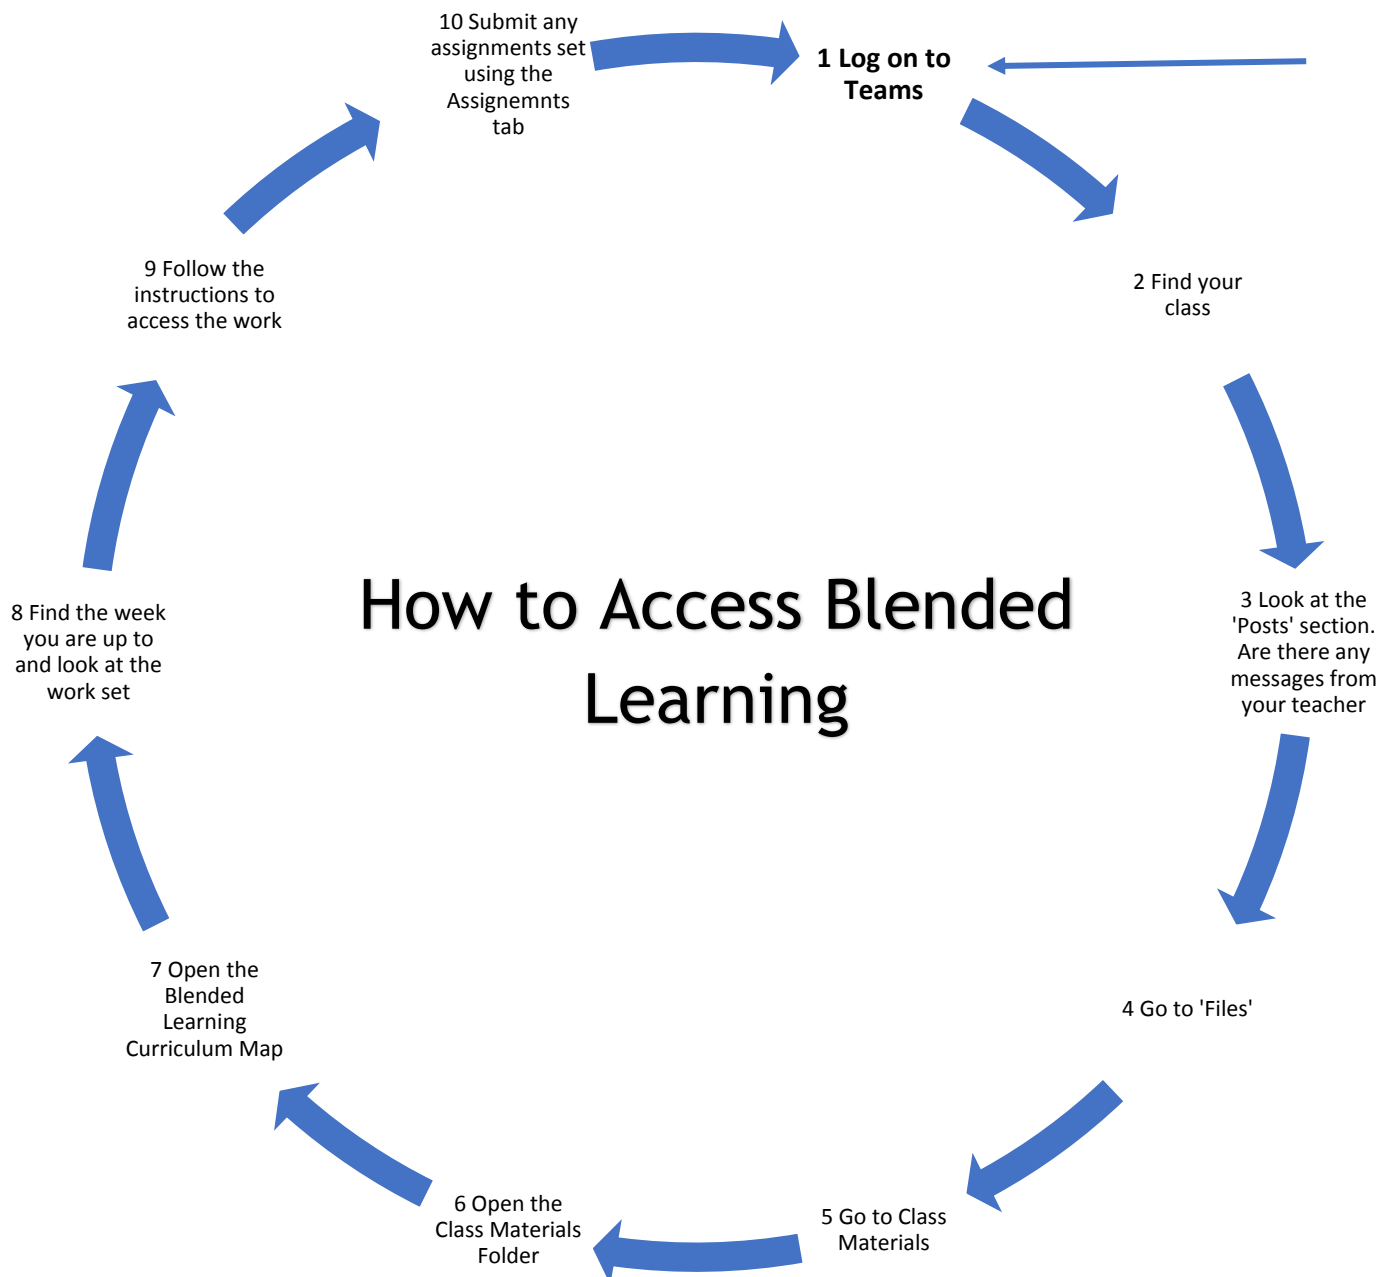 1 Log on to
Teams
2 Find your
class
3 Look at the
'Posts' section.
Are there any
messages from
your teacher
4 Go to 'Files'
5 Go to Class
Materials
6 Open the
Class Materials
Folder
7 Open the
Blended
Learning
Curriculum Map
8 Find the week
you are up to
and look at the
work set
9 Follow the
instructions to
access the work
10 Submit any
assignments set
using the
Assignemnts
tab
How to Access Blended
Learning